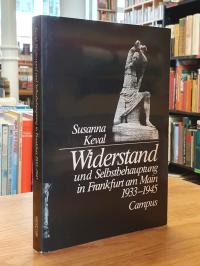 Susanna
Keval
Widerstand
und Selbstbehauptung
in Frankfurt am Main
1933–1945
Campus